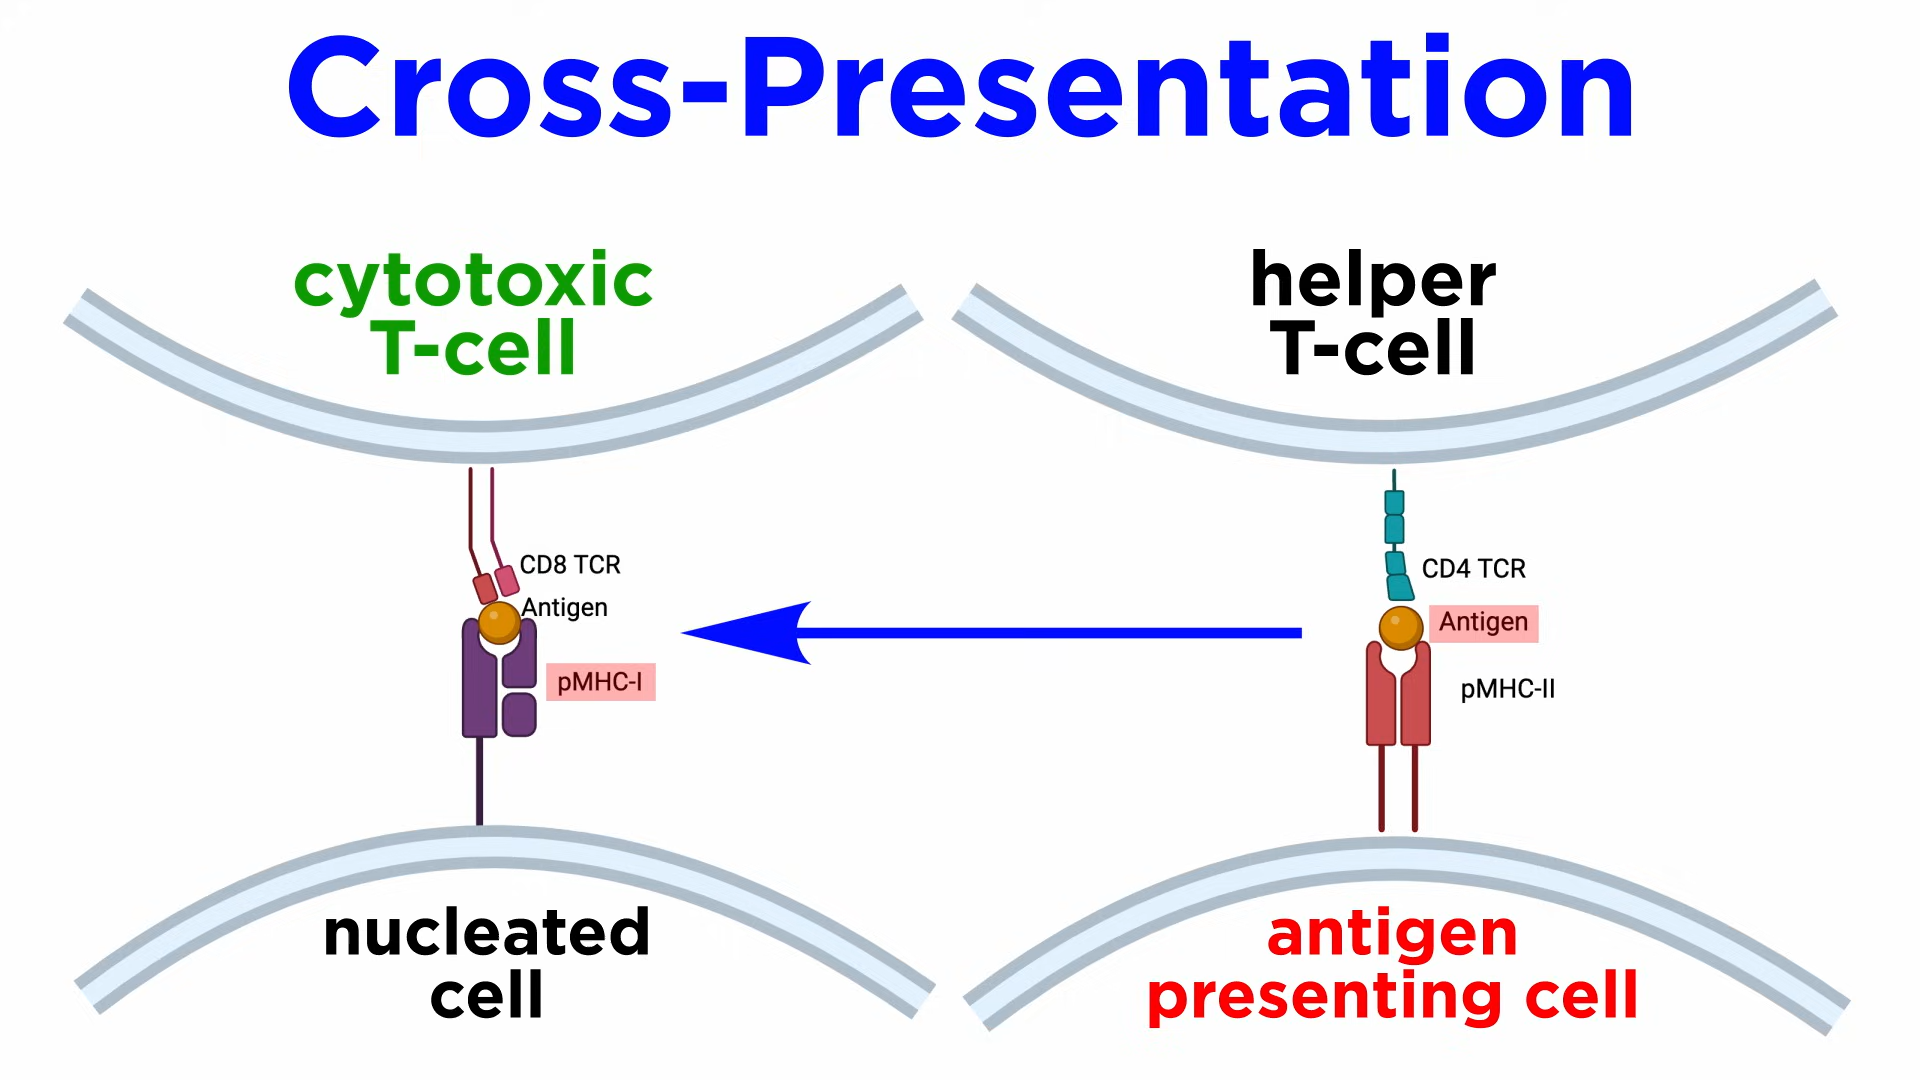 Cross-Presentation
cytotoxic
T-cell
CD8 TCR
Antigen
pMHC-I
nucleated
cell
helper
T-cell
CD4 TCR
Antigen
pMHC-II
antigen
presenting cell